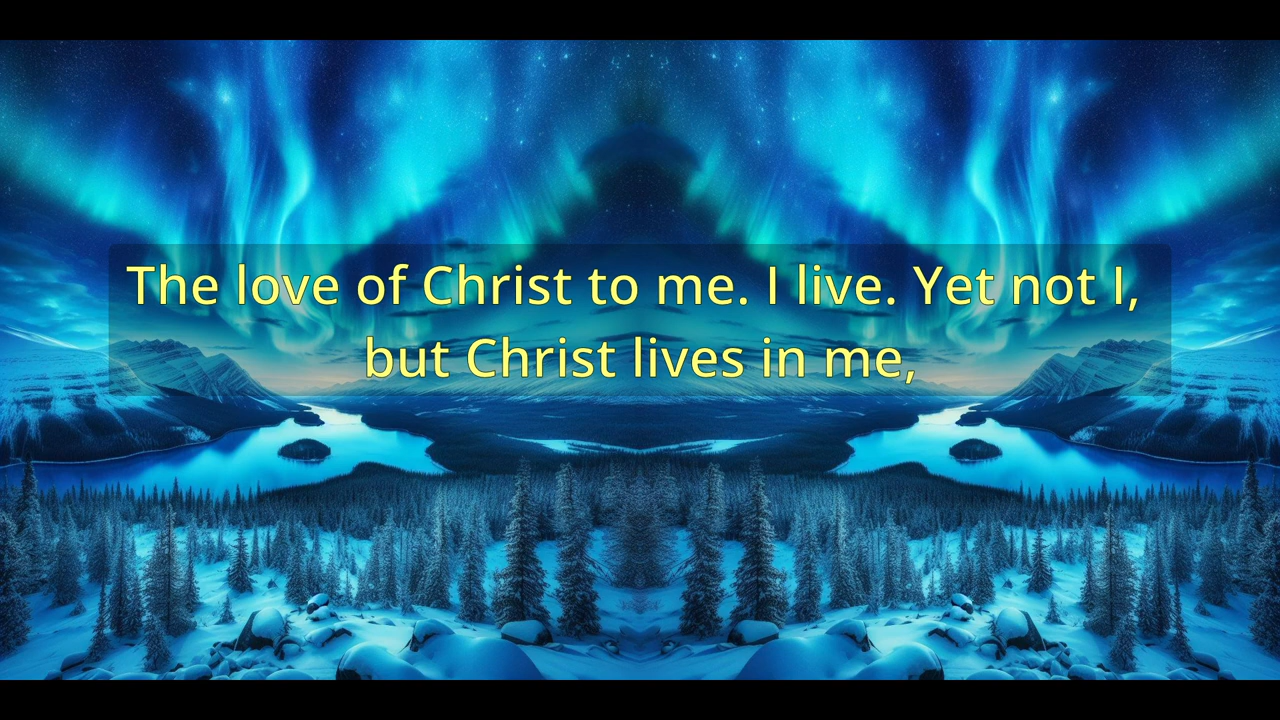 The love of Christ to me. I live. Yet not I,
but Christ lives in me,